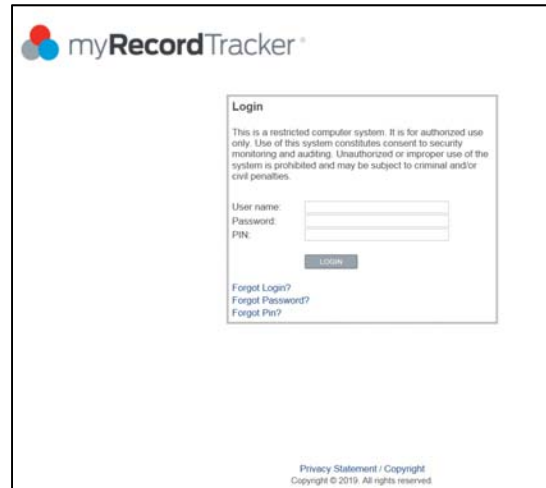 myRecordTracker®
Login
This is a restricted computer system. It is for authorized use
only. Use of this system constitutes consent to security
monitoring and auditing. Unauthorized or improper use of the
system is prohibited and may be subject to criminal and/or
civil penalties.
User name:
Password:
PIN:
LOGIN
Forgot Login?
Forgot Password?
Forgot Pin?
Privacy Statement / Copyright
Copyright © 2019. All rights reserved.